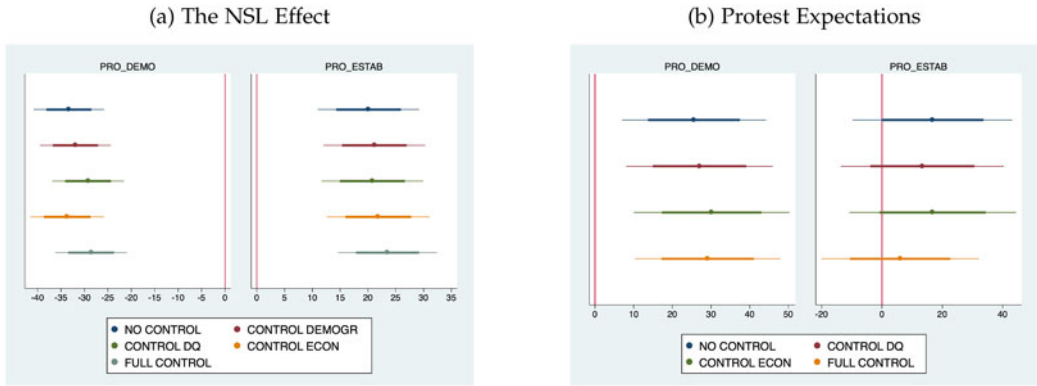 (a) The NSL Effect
PRO_DEMO
PRO_ESTAB
-40 -35 -30 -25 -20 -15 -10 -5 0
0 5 10 15 20 25 30 35
NO CONTROL
CONTROL DEMOGR
CONTROL DQ
CONTROL ECON
FULL CONTROL
(b) Protest Expectations
PRO_DEMO
PRO_ESTAB
0 10 20 30 40 50
-20 0 20 40
NO CONTROL
CONTROL DQ
CONTROL ECON
FULL CONTROL